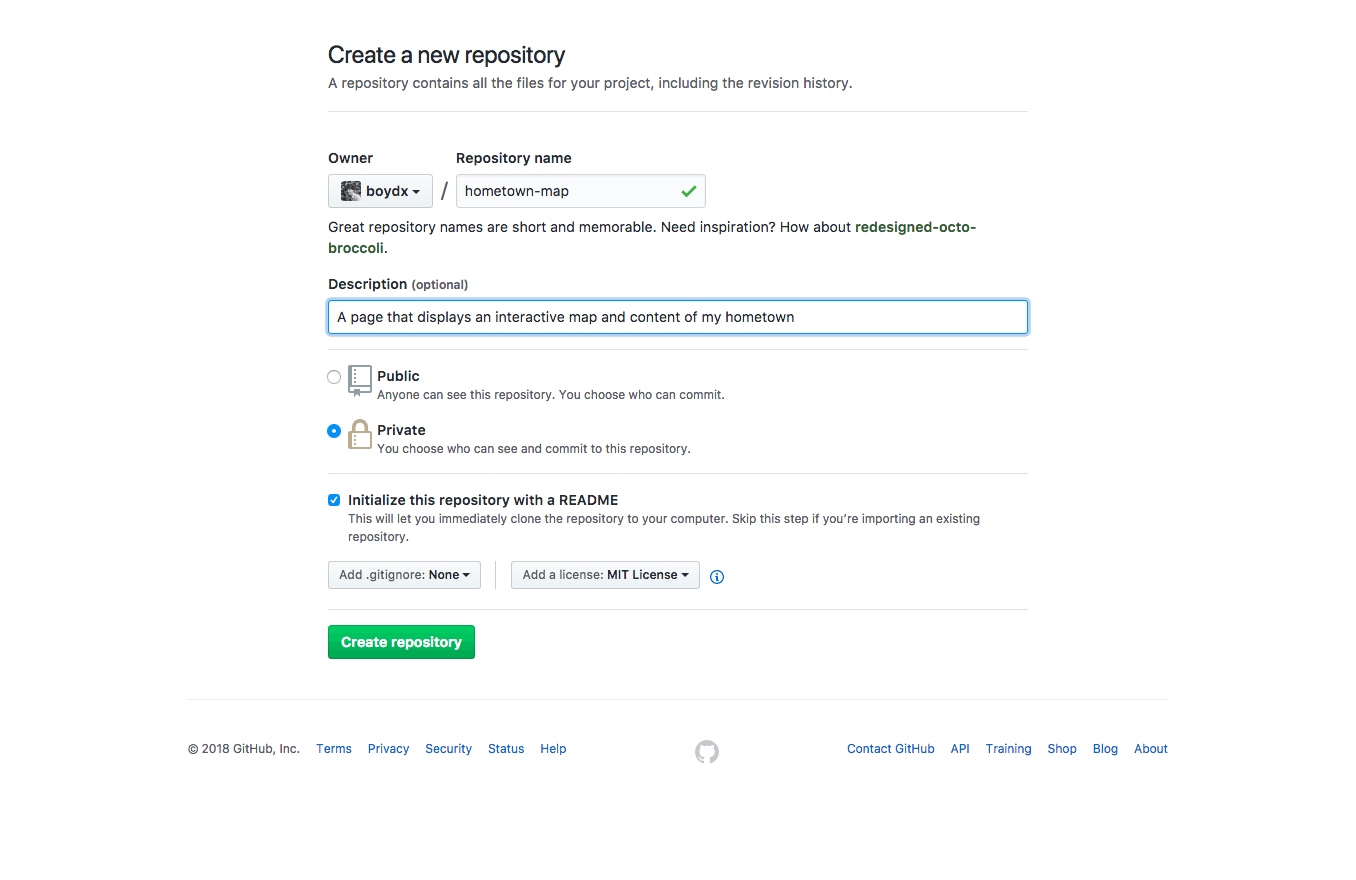 Create a new repository
A repository contains all the files for your project, including the revision history.
Owner
Repository name
boydx
/
hometown-map
Great repository names are short and memorable. Need inspiration? How about redesigned-octo-
broccoli.
Description (optional)
A page that displays an interactive map and content of my hometown
Public
Anyone can see this repository. You choose who can commit.
Private
You choose who can see and commit to this repository.
Initialize this repository with a README
This will let you immediately clone the repository to your computer. Skip this step if you’re importing an existing
repository.
Add .gitignore: None
Add a license: MIT License
Create repository
© 2018 GitHub, Inc. Terms Privacy Security Status Help
Contact GitHub API Training Shop Blog About